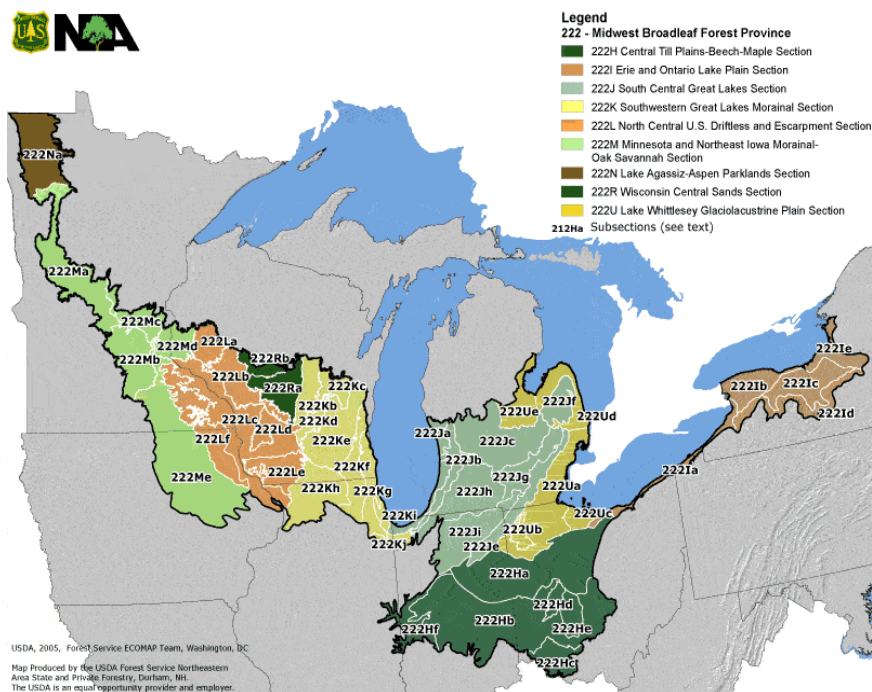 FOREST SERVICE
US
DEPARTMENT OF AGRICULTURE
NA
Legend
222 - Midwest Broadleaf Forest Province
222H Central Till Plains-Beech-Maple Section
222I Erie and Ontario Lake Plain Section
222J South Central Great Lakes Section
222K Southwestern Great Lakes Morainal Section
222L North Central U.S. Driftless and Escarpment Section
222M Minnesota and Northeast Iowa Morainal-
Oak Savannah Section
222N Lake Agassiz-Aspen Parklands Section
222R Wisconsin Central Sands Section
222U Lake Whittlesey Glaciolacustrine Plain Section
212Ha Subsections (see text)
222Na
222Ma
222Mc
222Md
222Mb
222Me
222La
222Lb
222Lc
222Ld
222Lf
222Le
222Rb
222Ra
222Kc
222Kb
222Kd
222Ke
222Kf
222Kh
222Kg
222Ki
222Kj
222Ja
222Jb
222Jc
222Jf
222Jg
222Jh
222Ji
222Je
222Ue
222Ud
222Ua
222Ub
222Uc
222Ia
222Ib
222Ic
222Id
222Ie
222Ha
222Hb
222Hd
222He
222Hf
222Hc
USDA, 2005, Forest Service ECOMAP Team, Washington, DC
Map Produced by the USDA Forest Service Northeastern
Area State and Private Forestry, Durham, NH.
The USDA is an equal opportunity provider and employer.